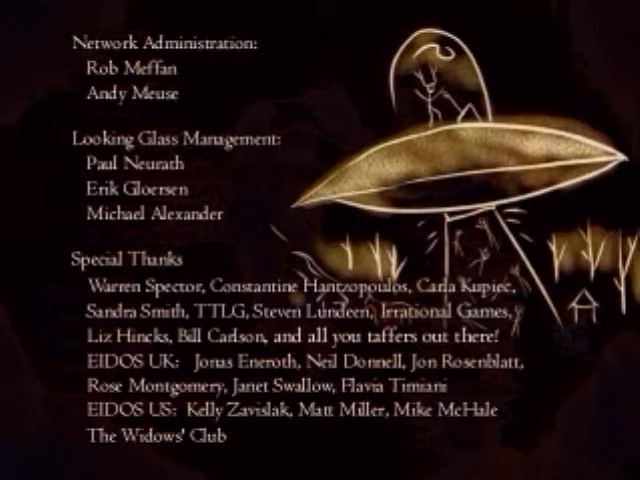 Network Administration:
Rob Meffan
Andy Meuse
Looking Glass Management:
Paul Neurath
Erik Gloersen
Michael Alexander
Special Thanks
Warren Spector, Constantine Hantzopoulos, Carla Kupiec,
Sandra Smith, TTLG, Steven Lundeen, Irrational Games,
Liz Hincks, Bill Carlson, and all you taffers out there!
EIDOS UK: Jonas Eneroth, Neil Donnell, Jon Rosenblatt,
Rose Montgomery, Janet Swallow, Flavia Timiani
EIDOS US: Kelly Zavislak, Matt Miller, Mike McHale
The Widows' Club